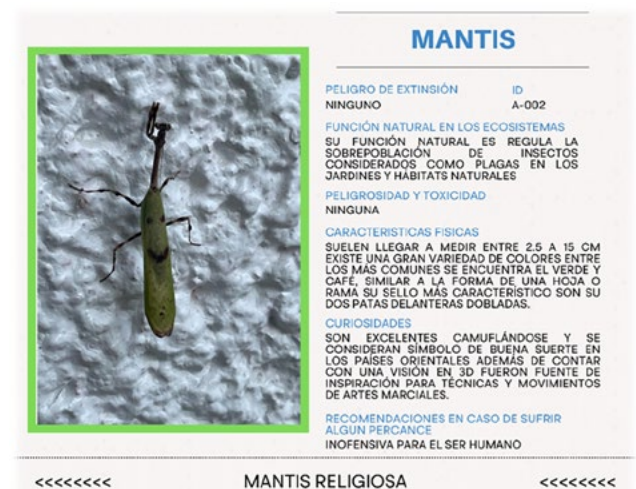 MANTIS
PELIGRO DE EXTINSIÓN
ID
NINGUNO
A-002
FUNCIÓN NATURAL EN LOS ECOSISTEMAS
SU FUNCIÓN NATURAL ES REGULA LA
SOBREPOBLACIÓN DE INSECTOS
CONSIDERADOS COMO PLAGAS EN LOS
JARDINES Y HABITATS NATURALES
PELIGROSIDAD Y TOXICIDAD
NINGUNA
CARACTERISTICAS FISICAS
SUELEN LLEGAR A MEDIR ENTRE 2.5 A 15 CM
EXISTE UNA GRAN VARIEDAD DE COLORES ENTRE
LOS MÁS COMUNES SE ENCUENTRA EL VERDE Y
CAFÉ, SIMILAR A LA FORMA DE UNA HOJA O
RAMA SU SELLO MÁS CARACTERÍSTICO SON SU
DOS PATAS DELANTERAS DOBLADAS.
CURIOSIDADES
SON EXCELENTES CAMUFLÁNDOSE Y SE
CONSIDERAN SÍMBOLO DE BUENA SUERTE EN
LOS PAÍSES ORIENTALES ADEMÁS DE CONTAR
CON UNA VISIÓN EN 3D FUERON FUENTE DE
INSPIRACIÓN PARA TÉCNICAS Y MOVIMIENTOS
DE ARTES MARCIALES.
RECOMENDACIONES EN CASO DE SUFRIR
ALGUN PERCANCE
INOFENSIVA PARA EL SER HUMANO
<<<<<<<< MANTIS RELIGIOSA <<<<<<<<